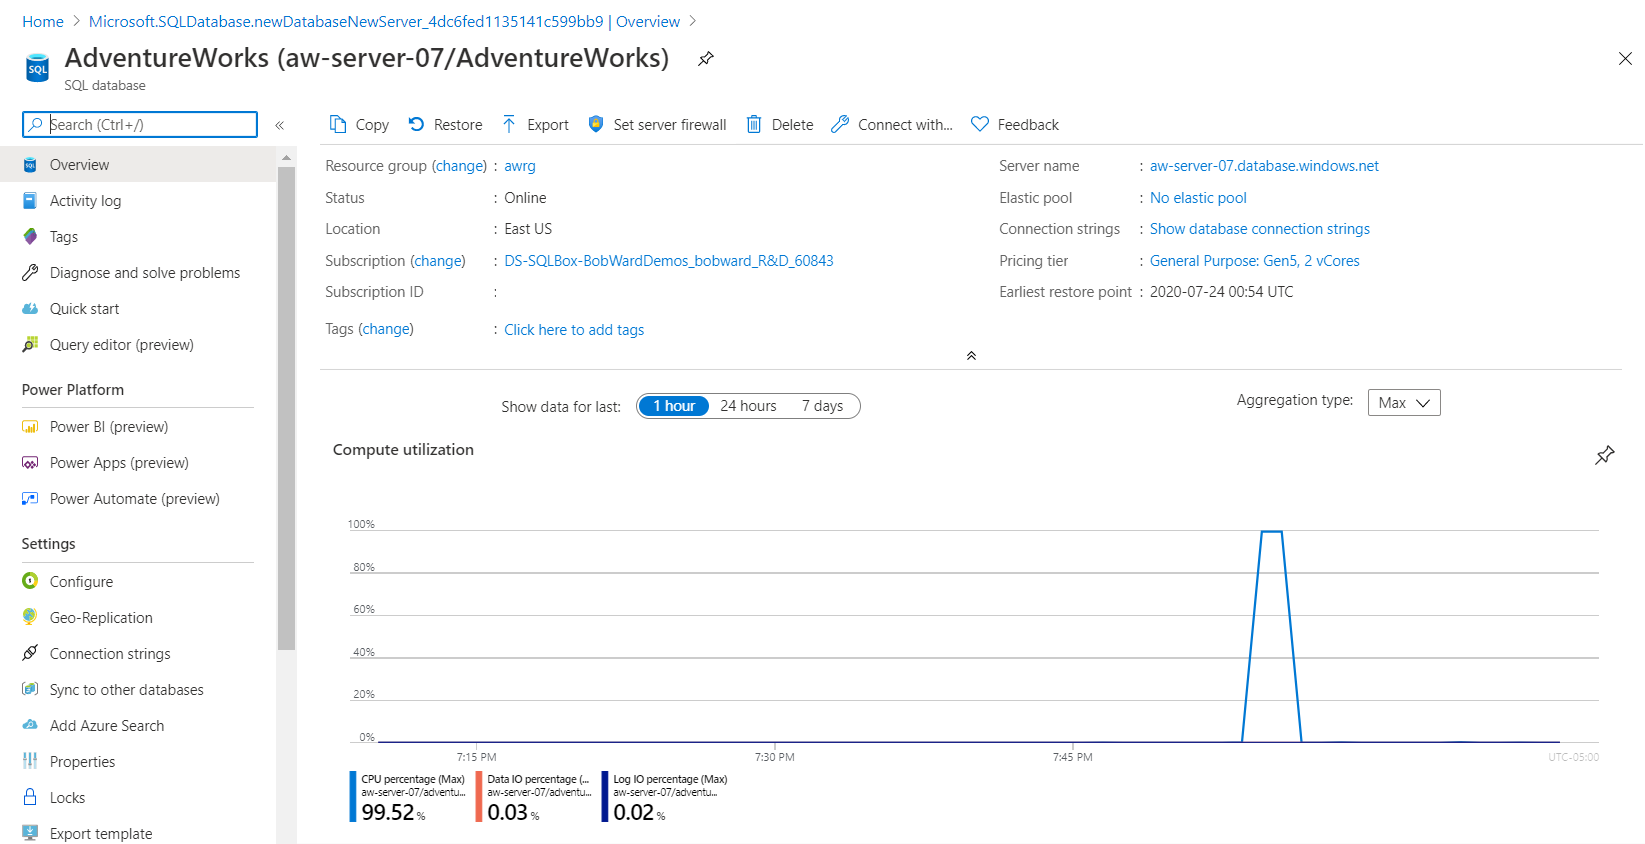 Home > Microsoft.SQLDatabase.newDatabaseNewServer_4dc6fed1135141c599bb9 | Overview >
AdventureWorks (aw-server-07/AdventureWorks)
SQL
SQL database
Search (Ctrl+/)
«
Overview
Activity log
Tags
Diagnose and solve problems
Quick start
Query editor (preview)
Power Platform
Power BI (preview)
Power Apps (preview)
Power Automate (preview)
Settings
Configure
Geo-Replication
Connection strings
Sync to other databases
Add Azure Search
Properties
Locks
Export template
Copy Restore Export Set server firewall Delete Connect with... Feedback
Resource group (change) : awrg
Status : Online
Location : East US
Subscription (change) : DS-SQLBox-BobWardDemos_bobward_R&D_60843
Subscription ID :
Tags (change) : Click here to add tags
Server name : aw-server-07.database.windows.net
Elastic pool : No elastic pool
Connection strings : Show database connection strings
Pricing tier : General Purpose: Gen5, 2 vCores
Earliest restore point : 2020-07-24 00:54 UTC
Show data for last: 1 hour 24 hours 7 days
Aggregation type: Max
Compute utilization
100%
80%
60%
40%
20%
0%
7:15 PM 7:30 PM 7:45 PM UTC-05:00
CPU percentage (Max)
aw-server-07/adventu...
99.52 %
Data IO percentage (...
aw-server-07/adventu...
0.03 %
Log IO percentage (Max)
aw-server-07/adventu...
0.02 %